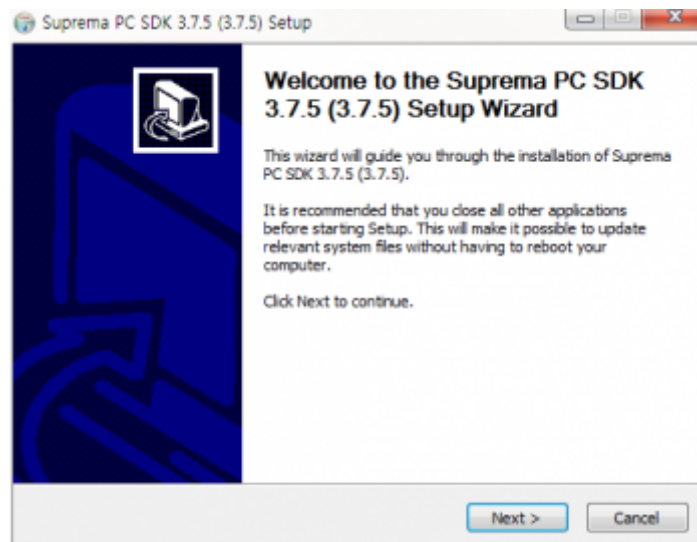 Suprema PC SDK 3.7.5 (3.7.5) Setup
Welcome to the Suprema PC SDK
3.7.5 (3.7.5) Setup Wizard
This wizard will guide you through the installation of Suprema
PC SDK 3.7.5 (3.7.5).
It is recommended that you close all other applications
before starting Setup. This will make it possible to update
relevant system files without having to reboot your
computer.
Click Next to continue.
Next >
Cancel